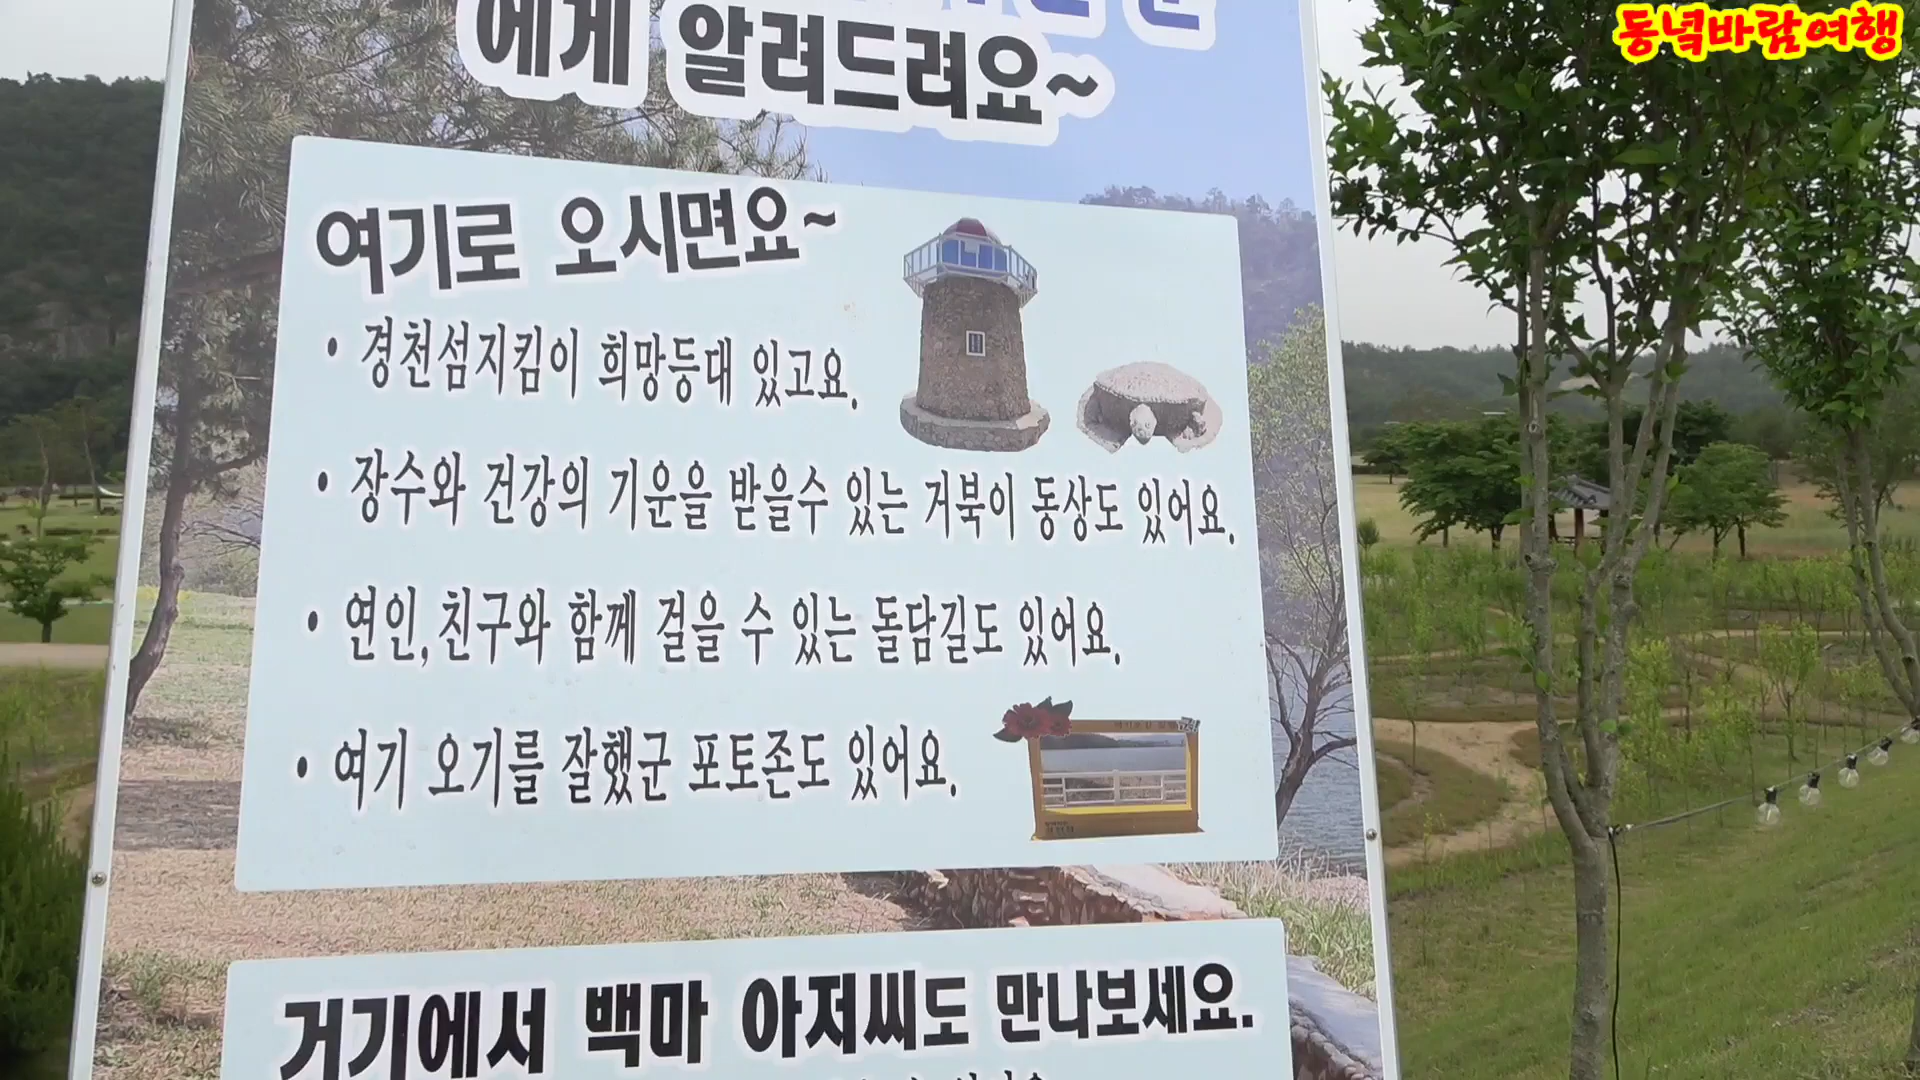 동녘바람여행
에게 알려드려요~
여기로 오시면요~
• 경천섬지킴이 희망등대 있고요.
• 장수와 건강의 기운을 받을수 있는 거북이 동상도 있어요.
• 연인,친구와 함께 걸을 수 있는 돌담길도 있어요.
• 여기 오기를 잘했군 포토존도 있어요.
거기에서 백마 아저씨도 만나보세요.